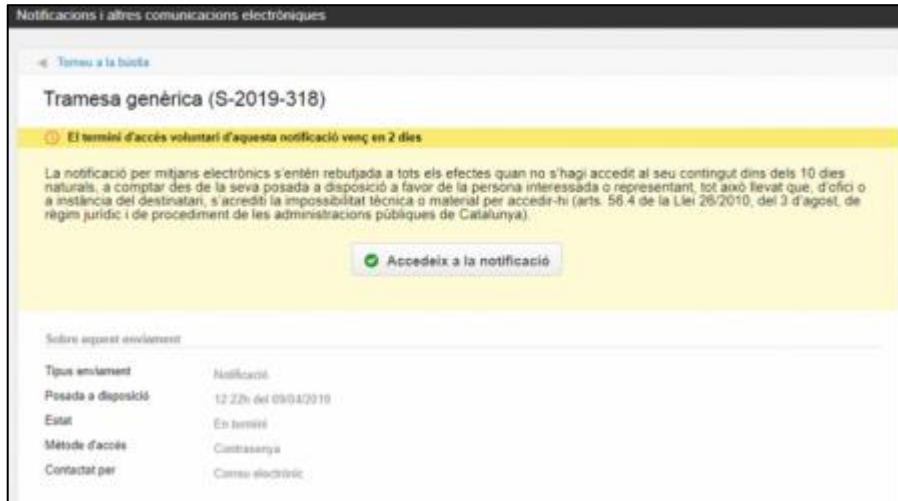 Notificacions i altres comunicacions electròniques
Torneu a la bústia
Tramesa genèrica (S-2019-318)
El termini d'accés voluntari d'aquesta notificació venç en 2 dies
La notificació per mitjans electrònics s'entén rebutjada a tots els efectes quan no s'hagi accedit al seu contingut dins dels 10 dies
naturals, a comptar des de la seva posada a disposició a favor de la persona interessada o representant, tot això llevat que, d'ofici o
a instància del destinatari, s'acrediti la impossibilitat tècnica o material per accedir-hi (arts. 56.4 de la Llei 26/2010, del 3 d'agost, de
règim jurídic i de procediment de les administracions públiques de Catalunya).
Accedeix a la notificació
Sobre aquest enviament
Tipus enviament Notificació
Posada a disposició 12:22h del 09/04/2019
Estat En termini
Mètode d'accés Contrasenya
Contactat per Correu electrònic